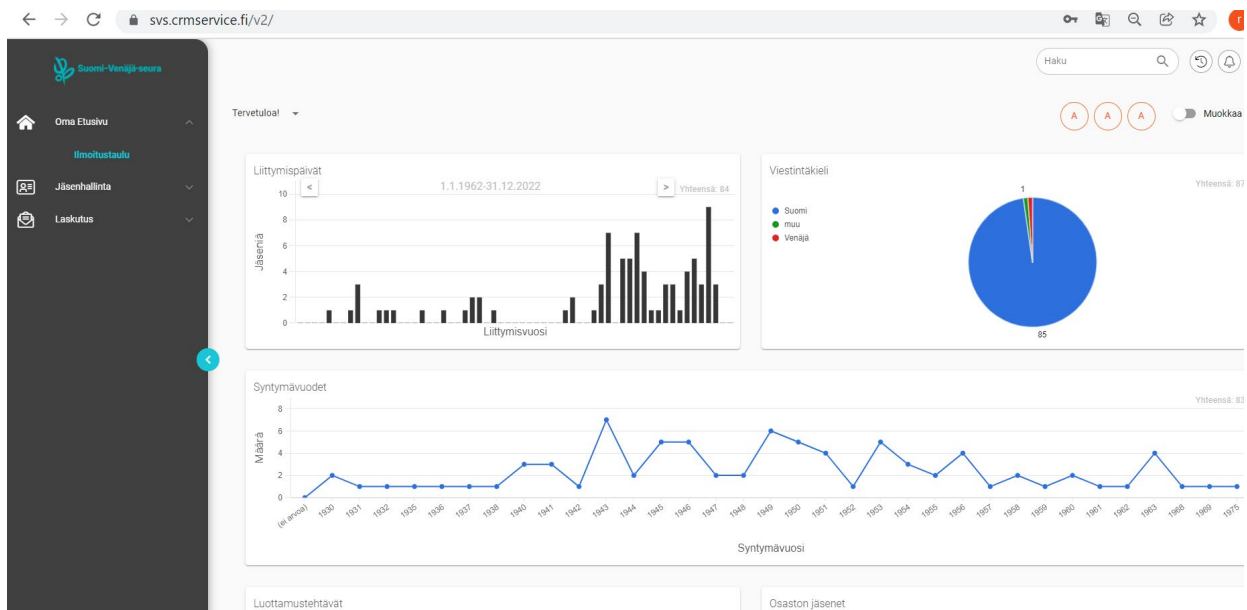 svs.crmservice.fi/v2/
r
Suomi-Venäjä-seura
Haku
Oma Etusivu
Ilmoitustaulu
Jäsenhallinta
Laskutus
Tervetuloa!
A A A Muokkaa
Liittymispäivät
< 1.1.1962-31.12.2022 > Yhteensä: 84
10
8
6
4
2
0
Jäseniä
Liittymisvuosi
Viestintäkieli
Yhteensä: 87
Suomi
muu
Venäjä
1
85
Syntymävuodet
Yhteensä: 83
8
6
4
2
0
Määrä
(ei arvoa) 1930 1931 1932 1935 1936 1937 1938 1940 1941 1942 1943 1944 1945 1946 1947 1948 1949 1950 1951 1952 1953 1954 1955 1956 1957 1958 1959 1960 1961 1962 1963 1968 1969 1975
Syntymävuosi
Luottamustehtävät
Osaston jäsenet